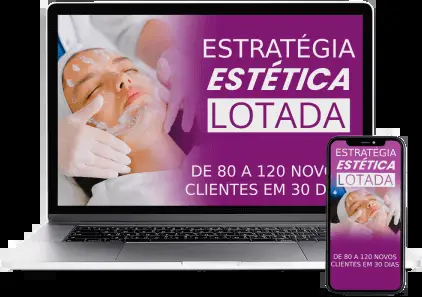 ESTRATÉGIA
ESTÉTICA
LOTADA
DE 80 A 120 NOVOS
CLIENTES EM 30 DIAS
ESTRATÉGIA
ESTÉTICA
LOTADA
DE 80 A 120 NOVOS
CLIENTES EM 30 DIAS